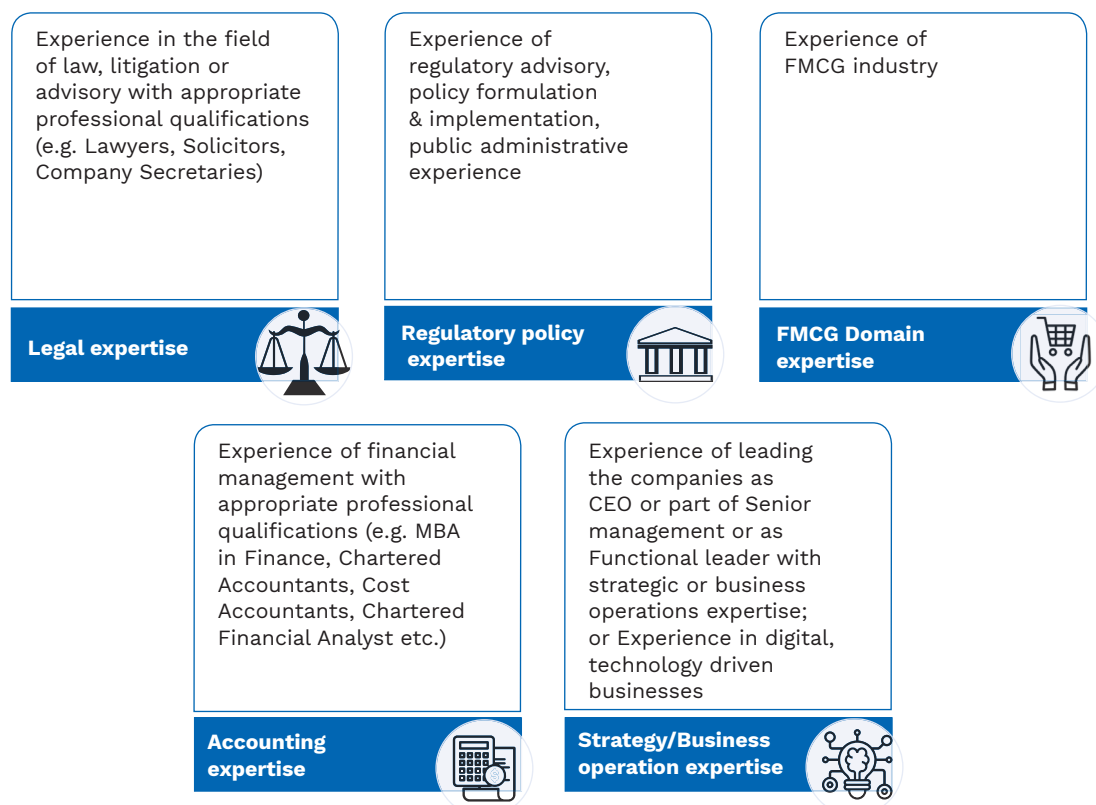 Experience in the field
of law, litigation or
advisory with appropriate
professional qualifications
(e.g. Lawyers, Solicitors,
Company Secretaries)
Legal expertise
Experience of
regulatory advisory,
policy formulation
& implementation,
public administrative
experience
Regulatory policy
expertise
Experience of
FMCG industry
FMCG Domain
expertise
Experience of financial
management with
appropriate professional
qualifications (e.g. MBA
in Finance, Chartered
Accountants, Cost
Accountants, Chartered
Financial Analyst etc.)
Accounting
expertise
Experience of leading
the companies as
CEO or part of Senior
management or as
Functional leader with
strategic or business
operations expertise;
or Experience in digital,
technology driven
businesses
Strategy/Business
operation expertise